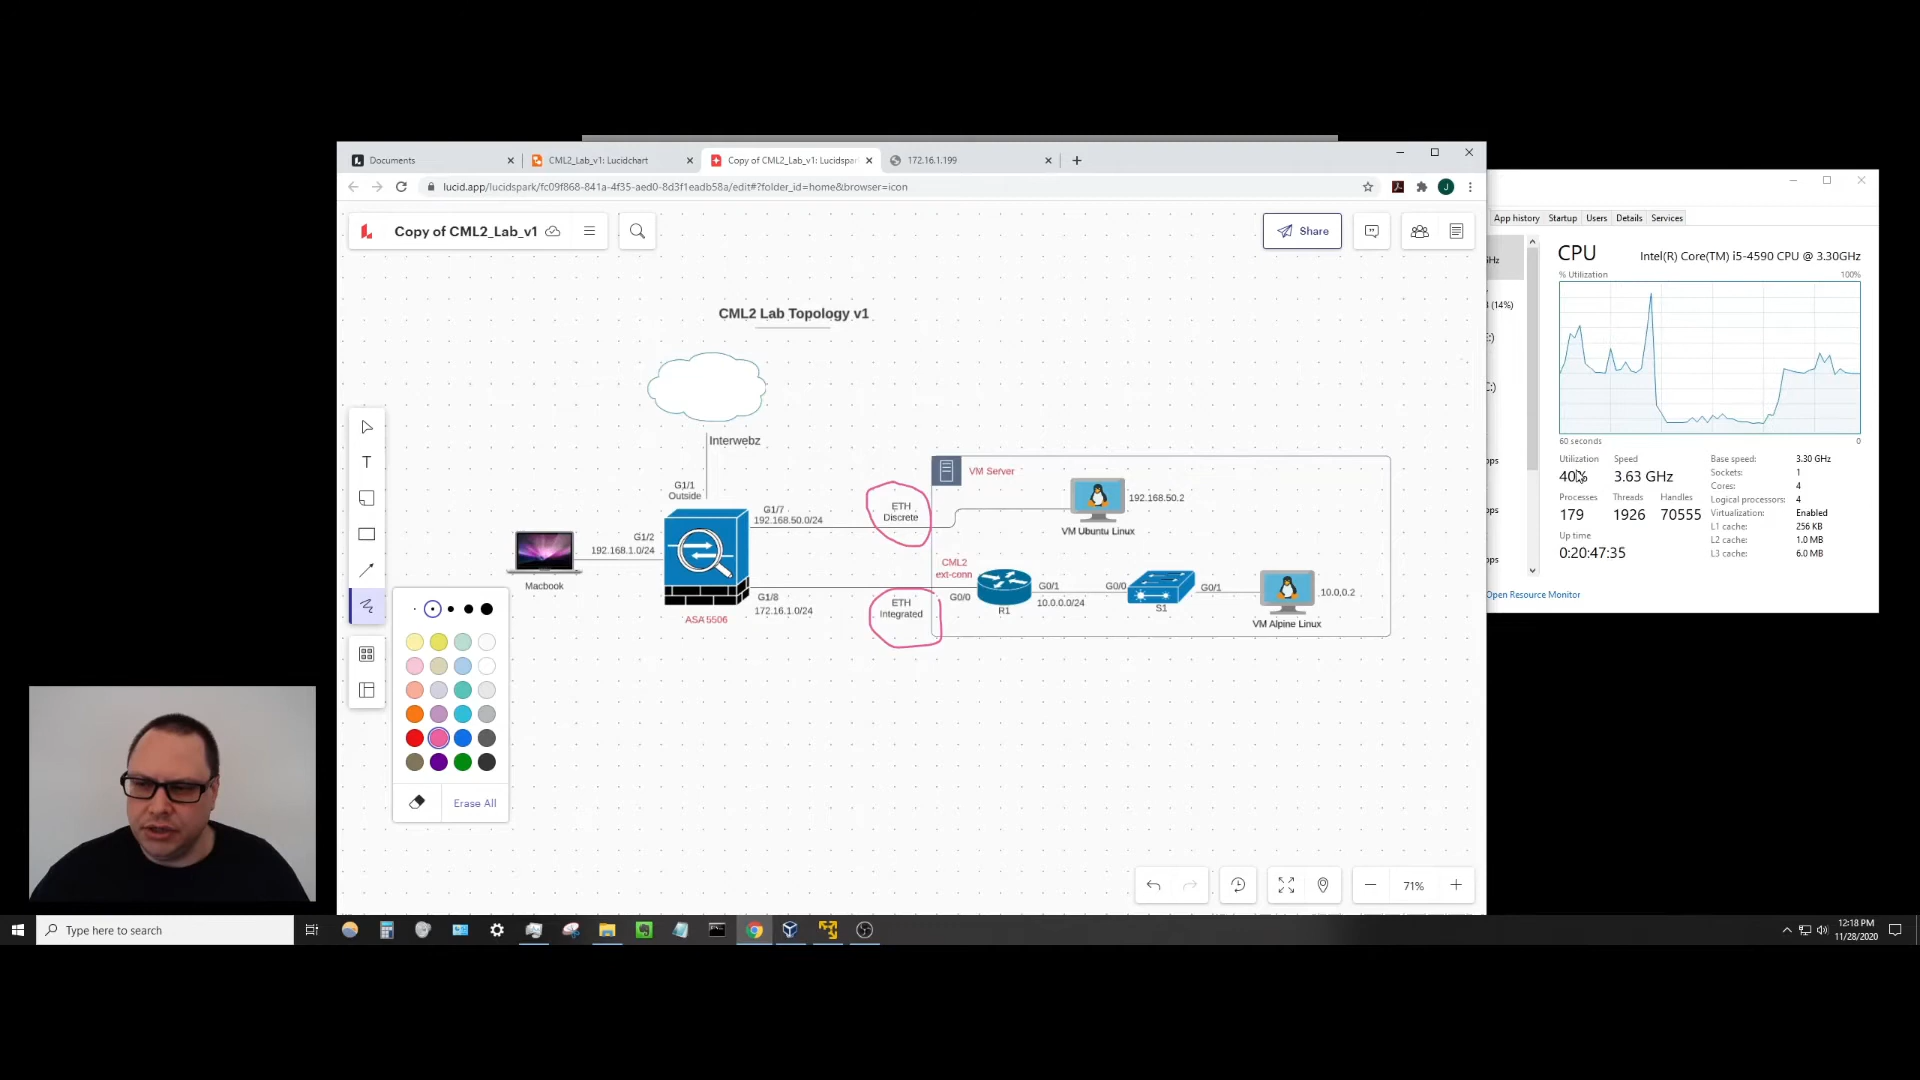 Documents
CML2_Lab_v1: Lucidchart
Copy of CML2_Lab_v1: Lucidspar
172.16.1.199
lucid.app/lucidspark/fc09f868-841a-4f35-aed0-8d3f1eadb58a/edit#?folder_id=home&browser=icon
J
Copy of CML2_Lab_v1
Share
CML2 Lab Topology v1
Interwebz
G1/1
Outside
G1/7
192.168.50.0/24
G1/2
192.168.1.0/24
Macbook
G1/8
172.16.1.0/24
ASA 5506
ETH
Discrete
ETH
Integrated
VM Server
192.168.50.2
VM Ubuntu Linux
CML2
ext-conn
G0/0
R1
G0/1
10.0.0.0/24
G0/0
S1
G0/1
10.0.0.2
VM Alpine Linux
T
Erase All
71%
App history
Startup
Users
Details
Services
Hz
(14%)
CPU
Intel(R) Core(TM) i5-4590 CPU @ 3.30GHz
% Utilization
100%
60 seconds
0
Utilization
40%
Speed
3.63 GHz
Processes
179
Threads
1926
Handles
70555
Up time
0:20:47:35
Base speed: 3.30 GHz
Sockets: 1
Cores: 4
Logical processors: 4
Virtualization: Enabled
L1 cache: 256 KB
L2 cache: 1.0 MB
L3 cache: 6.0 MB
Open Resource Monitor
Type here to search
12:18 PM
11/28/2020